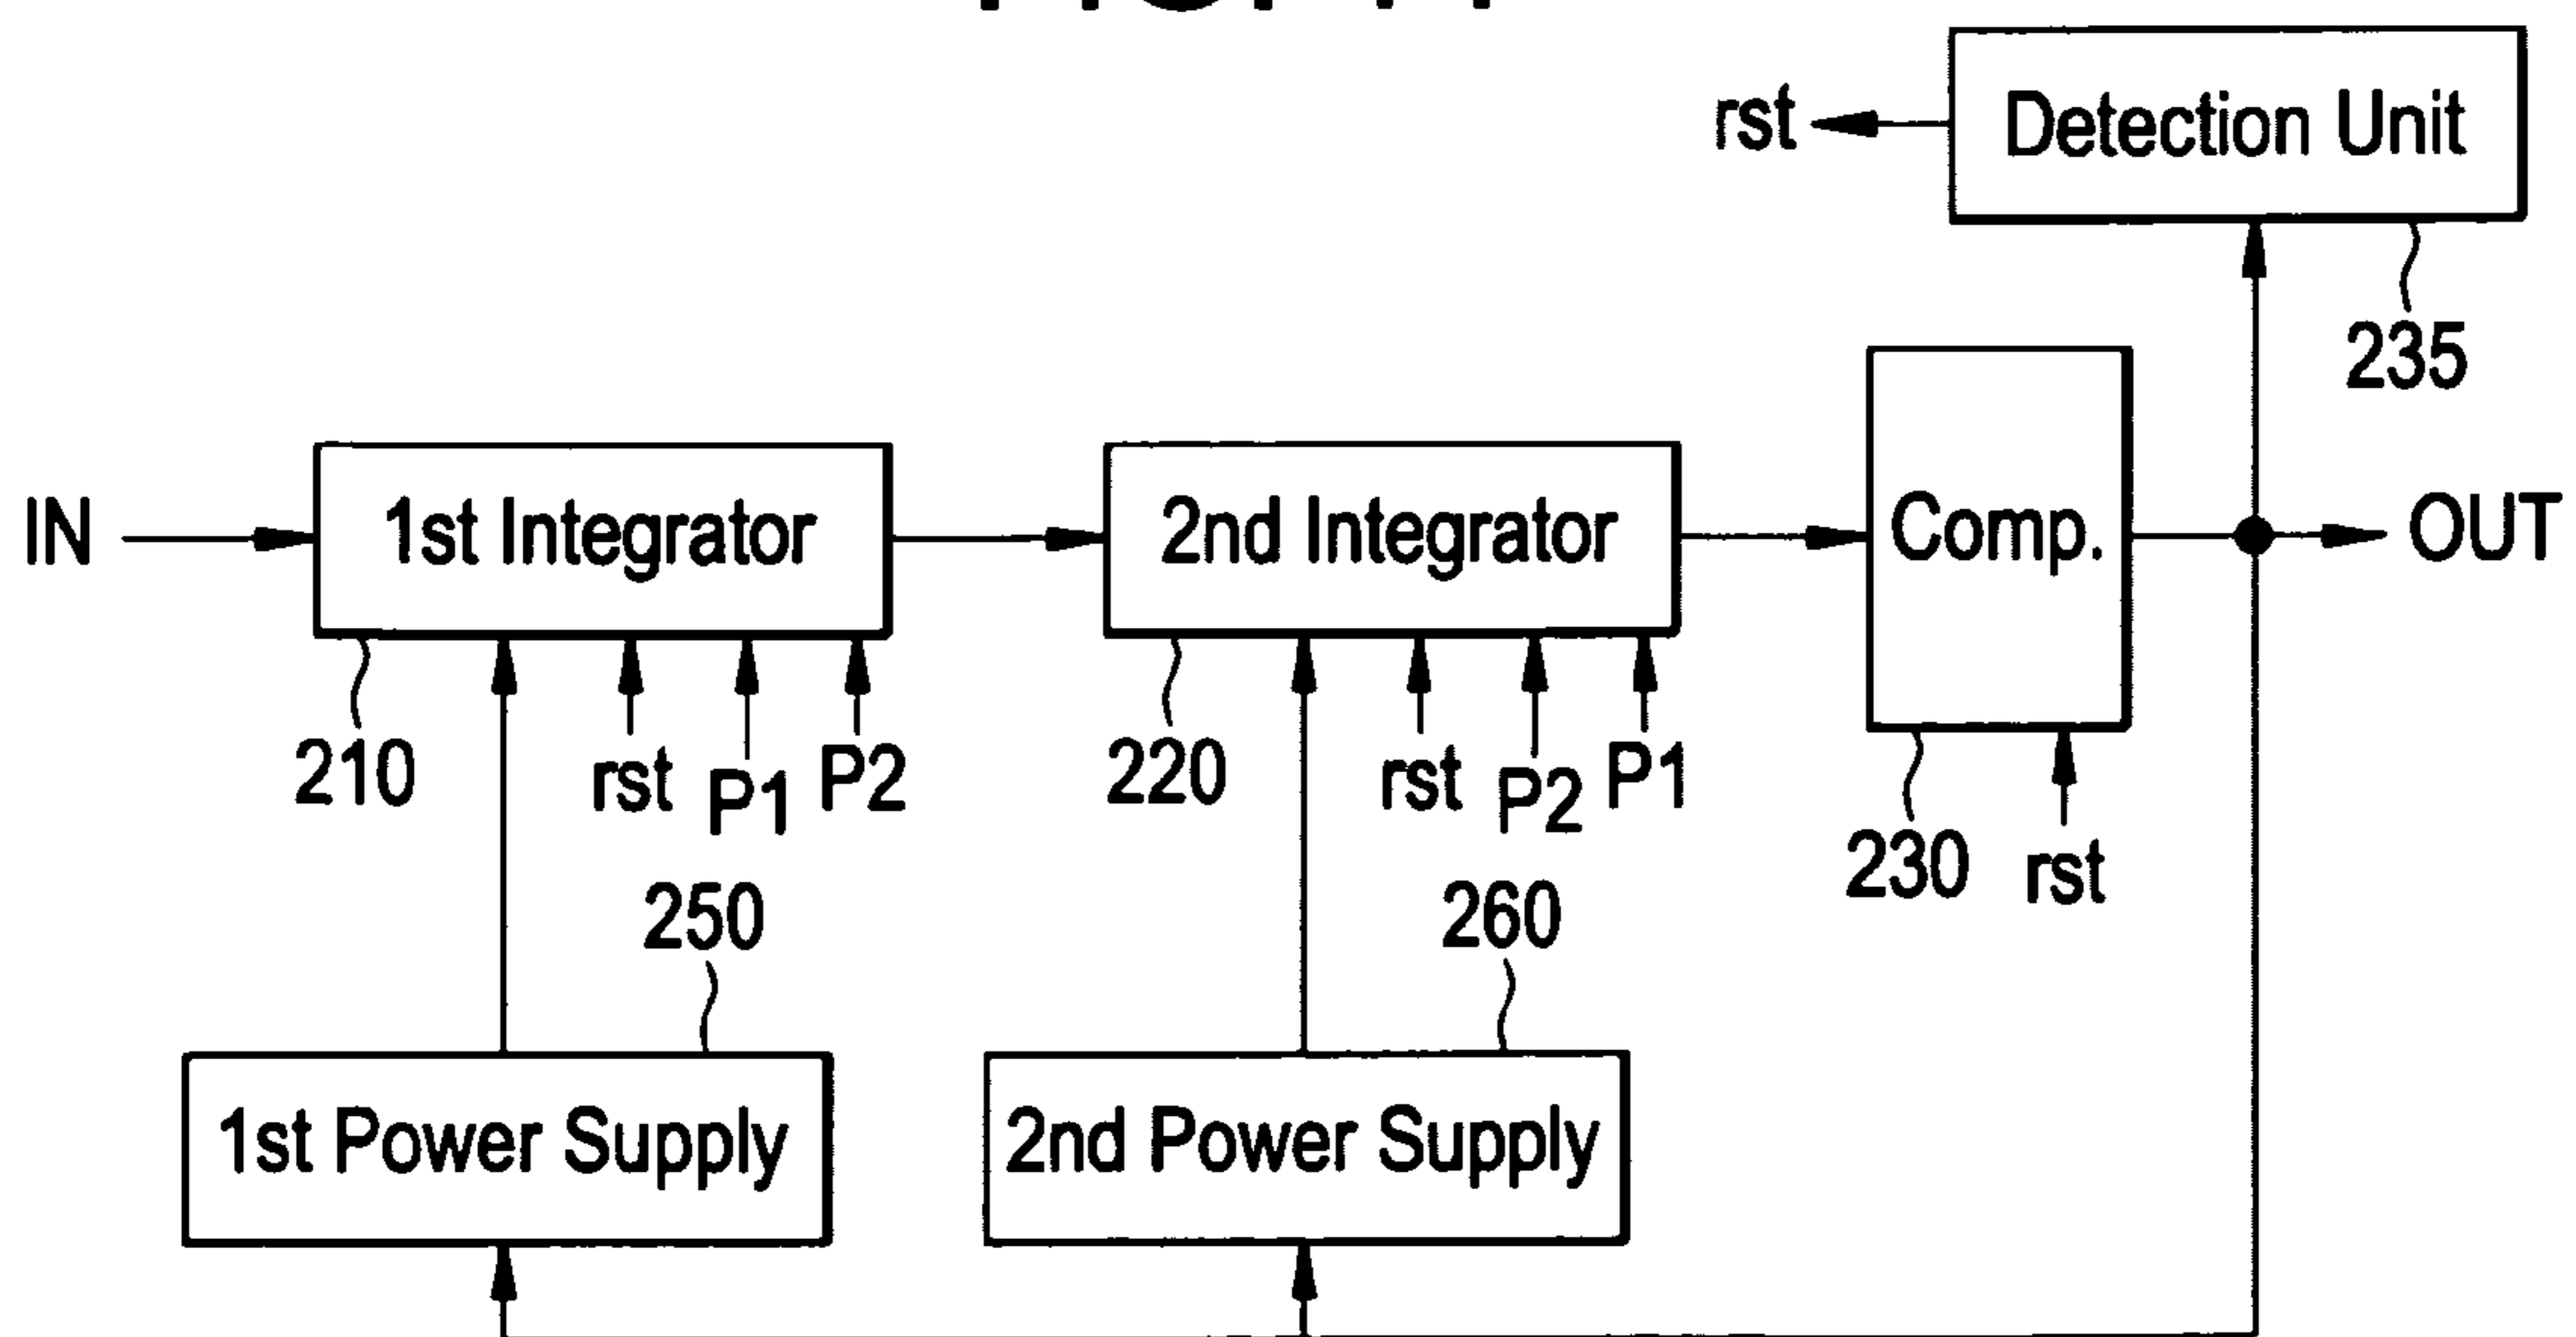 rst
Detection Unit
235
IN
1st Integrator
2nd Integrator
Comp.
OUT
210
rst
P1
P2
220
rst
P2
P1
230
rst
250
260
1st Power Supply
2nd Power Supply